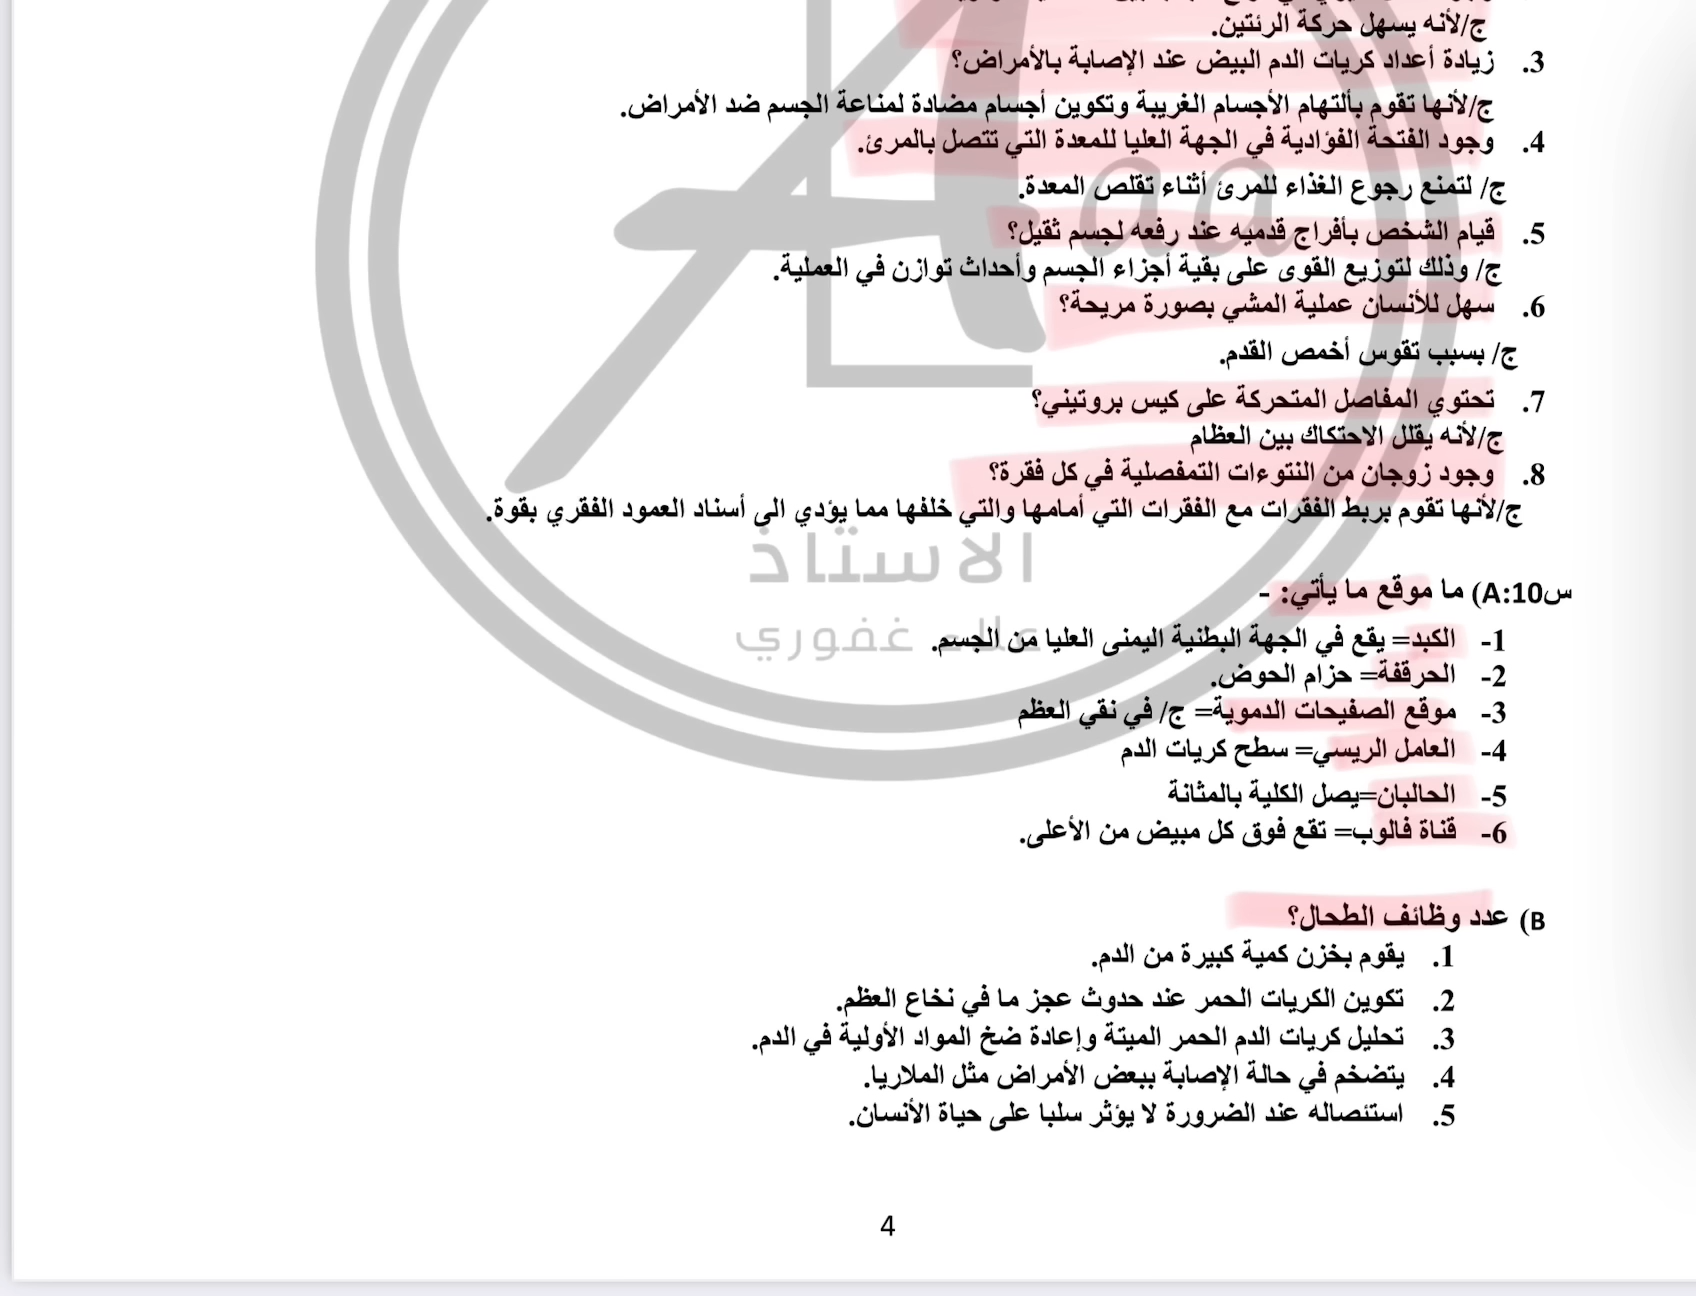 ج/لأنه يسهل حركة الرئتين.
3. زيادة أعداد كريات الدم البيض عند الإصابة بالأمراض؟
ج/لأنها تقوم بألتهام الأجسام الغريبة وتكوين أجسام مضادة لمناعة الجسم ضد الأمراض.
4. وجود الفتحة الفؤادية في الجهة العليا للمعدة التي تتصل بالمرئ.
ج/ لتمنع رجوع الغذاء للمرئ أثناء تقلص المعدة.
5. قيام الشخص بأفراج قدميه عند رفعه لجسم ثقيل؟
ج/ وذلك لتوزيع القوى على بقية أجزاء الجسم وأحداث توازن في العملية.
6. سهل للأنسان عملية المشي بصورة مريحة؟
ج/ بسبب تقوس أخمص القدم.
7. تحتوي المفاصل المتحركة على كيس بروتيني؟
ج/لأنه يقلل الاحتكاك بين العظام
8. وجود زوجان من النتوءات التمفصلية في كل فقرة؟
ج/لأنها تقوم بربط الفقرات مع الفقرات التي أمامها والتي خلفها مما يؤدي الى أسناد العمود الفقري بقوة.
الاستاذ
س10:A) ما موقع ما يأتي: -
غفوري
1- الكبد= يقع في الجهة البطنية اليمنى العليا من الجسم.
2- الحرقفة= حزام الحوض.
3- موقع الصفيحات الدموية= ج/ في نقي العظم
4- العامل الريسي= سطح كريات الدم
5- الحالبان=يصل الكلية بالمثانة
6- قناة فالوب= تقع فوق كل مبيض من الأعلى.
B) عدد وظائف الطحال؟
1. يقوم بخزن كمية كبيرة من الدم.
2. تكوين الكريات الحمر عند حدوث عجز ما في نخاع العظم.
3. تحليل كريات الدم الحمر الميتة وإعادة ضخ المواد الأولية في الدم.
4. يتضخم في حالة الإصابة ببعض الأمراض مثل الملاريا.
5. استئصاله عند الضرورة لا يؤثر سلبا على حياة الأنسان.
4